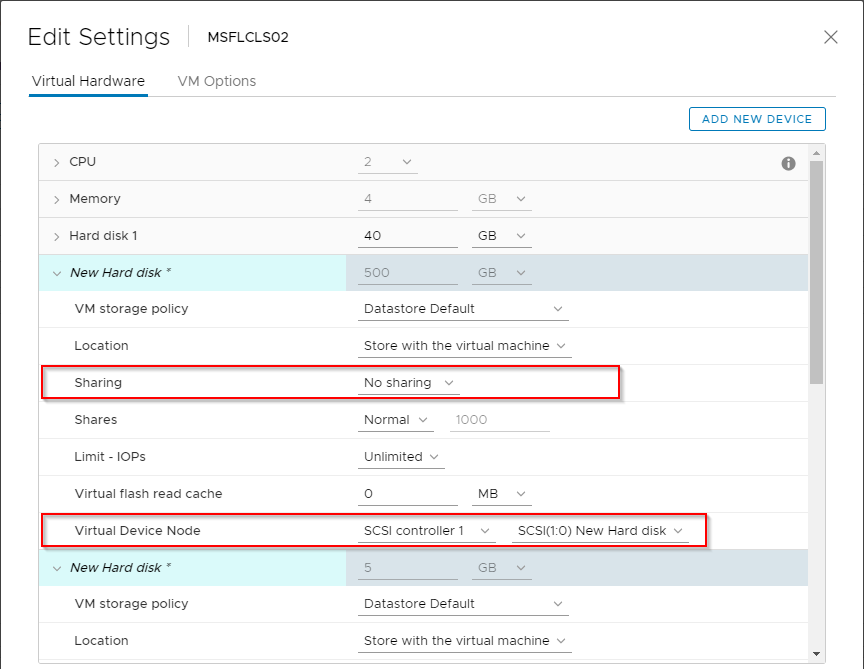 Edit Settings MSFLCLS02
Virtual Hardware VM Options
ADD NEW DEVICE
CPU 2
Memory 4 GB
Hard disk 1 40 GB
New Hard disk * 500 GB
VM storage policy Datastore Default
Location Store with the virtual machine
Sharing No sharing
Shares Normal 1000
Limit - IOPs Unlimited
Virtual flash read cache 0 MB
Virtual Device Node SCSI controller 1 SCSI(1:0) New Hard disk
New Hard disk * 5 GB
VM storage policy Datastore Default
Location Store with the virtual machine